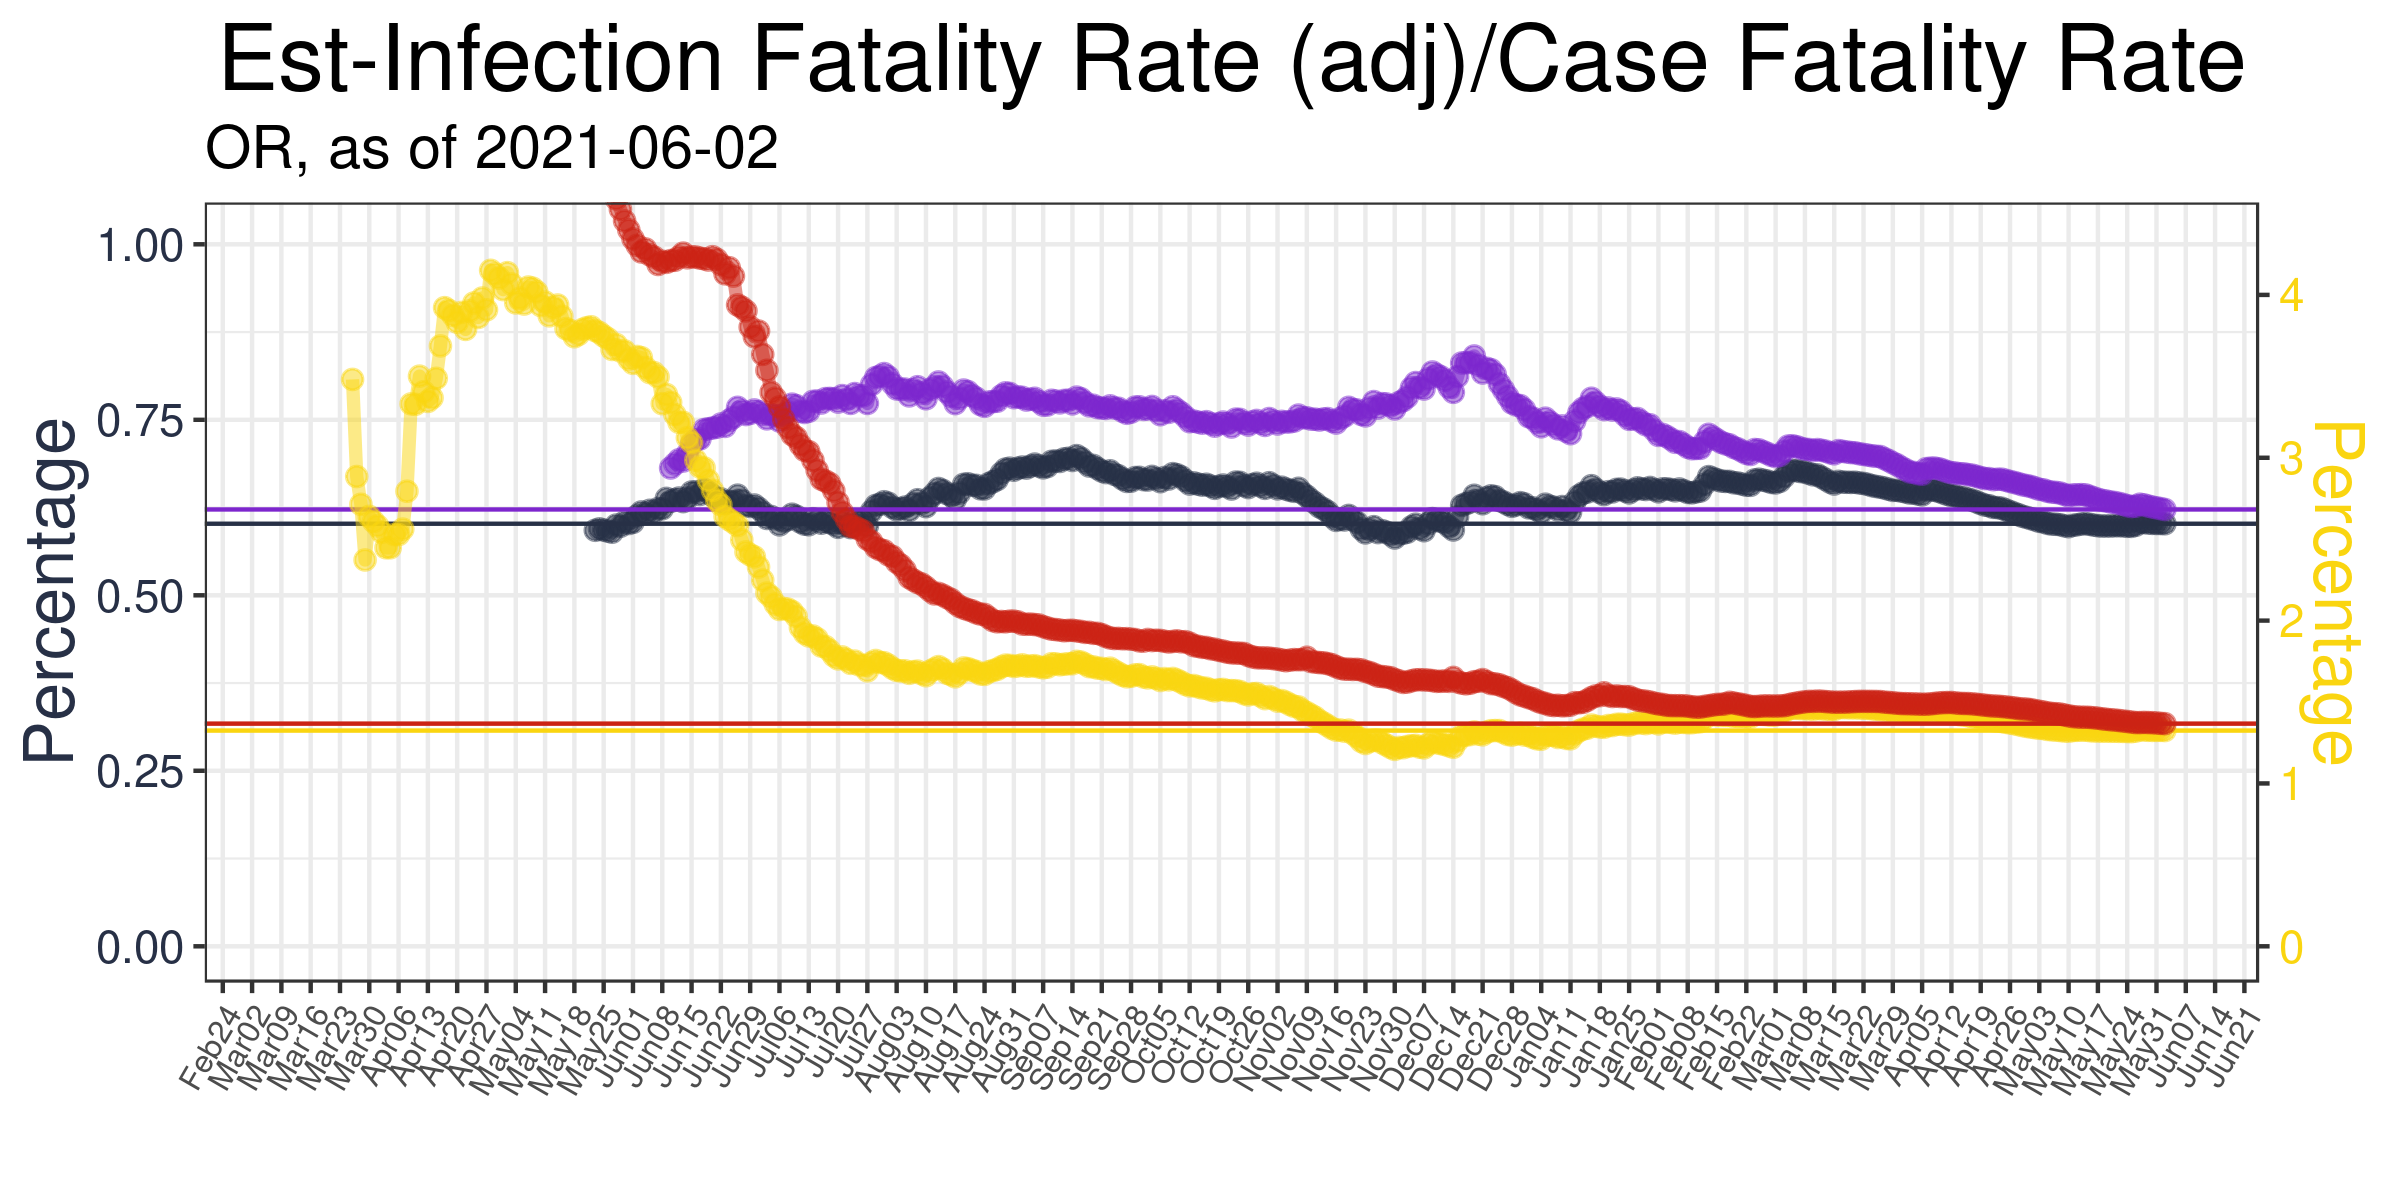 Est-Infection Fatality Rate (adj)/Case Fatality Rate
OR, as of 2021-06-02
Percentage
1.00
0.75
0.50
0.25
0.00
4
3
2
1
0
Percentage
Feb24
Mar02
Mar09
Mar16
Mar23
Mar30
Apr06
Apr13
Apr20
Apr27
May04
May11
May18
May25
Jun01
Jun08
Jun15
Jun22
Jun29
Jul06
Jul13
Jul20
Jul27
Aug03
Aug10
Aug17
Aug24
Aug31
Sep07
Sep14
Sep21
Sep28
Oct05
Oct12
Oct19
Oct26
Nov02
Nov09
Nov16
Nov23
Nov30
Dec07
Dec14
Dec21
Dec28
Jan04
Jan11
Jan18
Jan25
Feb01
Feb08
Feb15
Feb22
Mar01
Mar08
Mar15
Mar22
Mar29
Apr05
Apr12
Apr19
Apr26
May03
May10
May17
May24
May31
Jun07
Jun14
Jun21